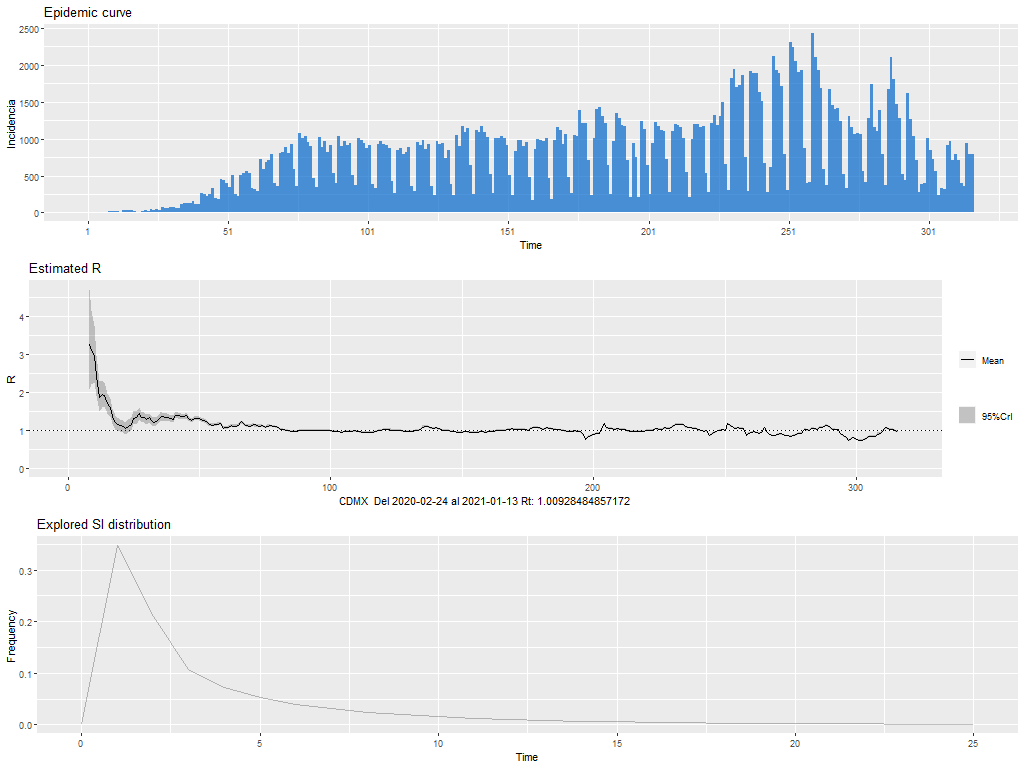 Epidemic curve
2500
2000
1500
1000
500
0
Incidencia
1
51
101
151
201
251
301
Time
Estimated R
4
3
2
1
0
R
0
100
200
300
CDMX Del 2020-02-24 al 2021-01-13 Rt: 1.00928484857172
Mean
95%CrI
Explored SI distribution
0.3
0.2
0.1
0.0
Frequency
0
5
10
15
20
25
Time